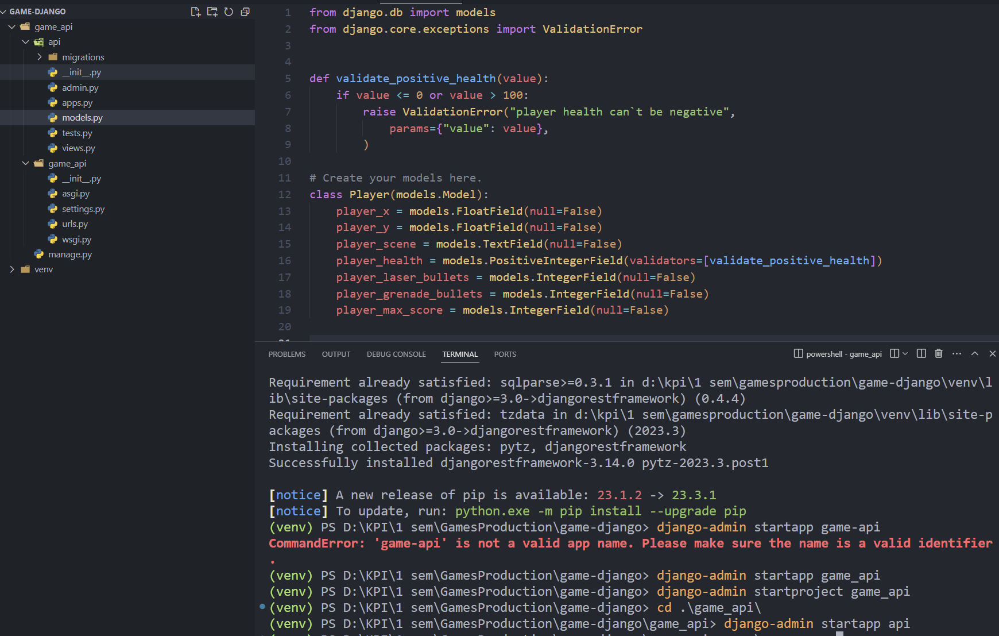 GAME-DJANGO
game_api
api
migrations
__init__.py
admin.py
apps.py
models.py
tests.py
views.py
game_api
__init__.py
asgi.py
settings.py
urls.py
wsgi.py
manage.py
venv
1 from django.db import models
2 from django.core.exceptions import ValidationError
3
4
5 def validate_positive_health(value):
6     if value <= 0 or value > 100:
7         raise ValidationError("player health can`t be negative",
8             params={"value": value},
9         )
10
11 # Create your models here.
12 class Player(models.Model):
13     player_x = models.FloatField(null=False)
14     player_y = models.FloatField(null=False)
15     player_scene = models.TextField(null=False)
16     player_health = models.PositiveIntegerField(validators=[validate_positive_health])
17     player_laser_bullets = models.IntegerField(null=False)
18     player_grenade_bullets = models.IntegerField(null=False)
19     player_max_score = models.IntegerField(null=False)
20
21
PROBLEMS OUTPUT DEBUG CONSOLE TERMINAL PORTS powershell - game_api
Requirement already satisfied: sqlparse>=0.3.1 in d:\kpi\1 sem\gamesproduction\game-django\venv\l
ib\site-packages (from django>=3.0->djangorestframework) (0.4.4)
Requirement already satisfied: tzdata in d:\kpi\1 sem\gamesproduction\game-django\venv\lib\site-p
ackages (from django>=3.0->djangorestframework) (2023.3)
Installing collected packages: pytz, djangorestframework
Successfully installed djangorestframework-3.14.0 pytz-2023.3.post1
[notice] A new release of pip is available: 23.1.2 -> 23.3.1
[notice] To update, run: python.exe -m pip install --upgrade pip
(venv) PS D:\KPI\1 sem\GamesProduction\game-django> django-admin startapp game-api
CommandError: 'game-api' is not a valid app name. Please make sure the name is a valid identifier
.
(venv) PS D:\KPI\1 sem\GamesProduction\game-django> django-admin startapp game_api
(venv) PS D:\KPI\1 sem\GamesProduction\game-django> django-admin startproject game_api
(venv) PS D:\KPI\1 sem\GamesProduction\game-django> cd .\game_api\
(venv) PS D:\KPI\1 sem\GamesProduction\game-django\game_api> django-admin startapp api